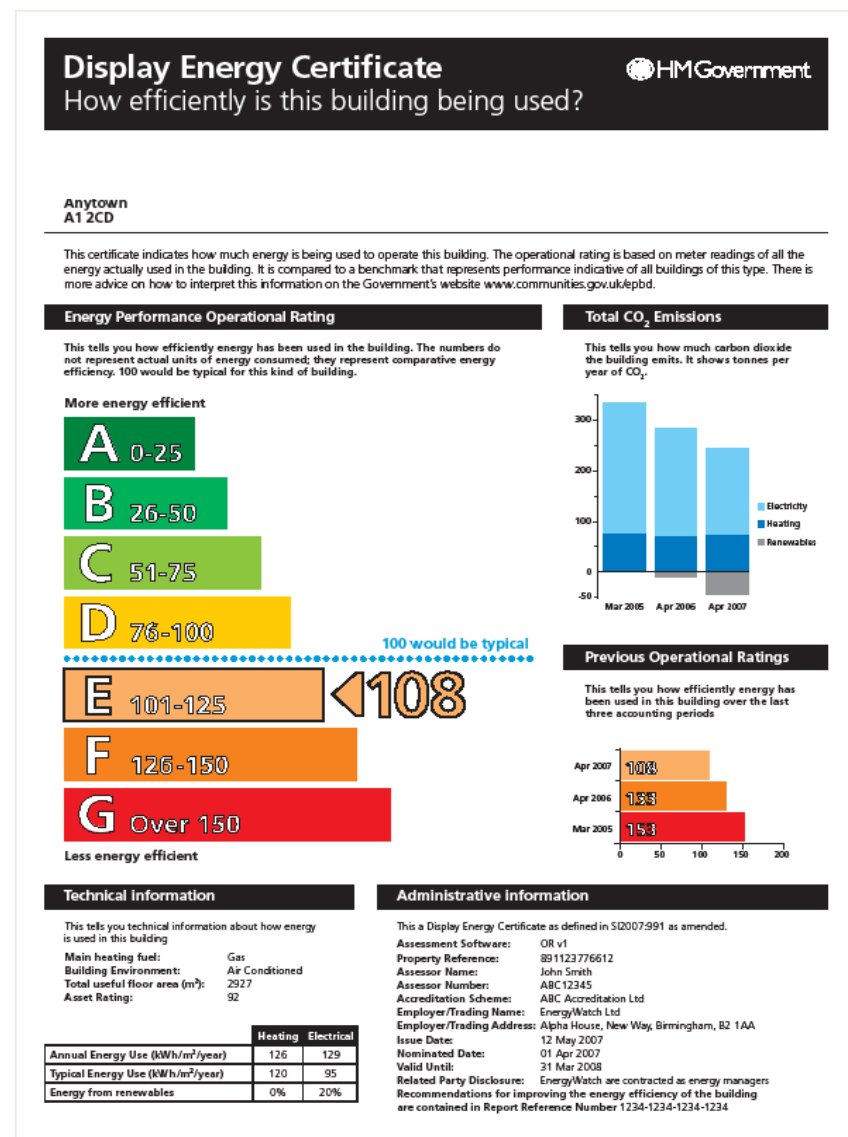 Display Energy Certificate
HM Government
How efficiently is this building being used?
Anytown
A1 2CD
This certificate indicates how much energy is being used to operate this building. The operational rating is based on meter readings of all the
energy actually used in the building. It is compared to a benchmark that represents performance indicative of all buildings of this type. There is
more advice on how to interpret this information on the Government's website www.communities.gov.uk/epbd.
Energy Performance Operational Rating
This tells you how efficiently energy has been used in the building. The numbers do
not represent actual units of energy consumed; they represent comparative energy
efficiency. 100 would be typical for this kind of building.
More energy efficient
A 0-25
B 26-50
C 51-75
D 76-100
100 would be typical
E 101-125
108
F 126-150
G Over 150
Less energy efficient
Total CO2 Emissions
This tells you how much carbon dioxide
the building emits. It shows tonnes per
year of CO2.
300
200
100
0
-50
Electricity
Heating
Renewables
Mar 2005 Apr 2006 Apr 2007
Previous Operational Ratings
This tells you how efficiently energy has
been used in this building over the last
three accounting periods
Apr 2007 108
Apr 2006
Mar 2005 153
0 50 100 150 200
Technical information
This tells you technical information about how energy
is used in this building
Main heating fuel: Gas
Building Environment: Air Conditioned
Total useful floor area (m²): 2927
Asset Rating: 92
Heating Electrical
Annual Energy Use (kWh/m²/year) 126 129
Typical Energy Use (kWh/m²/year) 120 95
Energy from renewables 0% 20%
Administrative information
This a Display Energy Certificate as defined in SI2007:991 as amended.
Assessment Software: OR v1
Property Reference: 891123776612
Assessor Name: John Smith
Assessor Number: ABC12345
Accreditation Scheme: ABC Accreditation Ltd
Employer/Trading Name: EnergyWatch Ltd
Employer/Trading Address: Alpha House, New Way, Birmingham, B2 1AA
Issue Date: 12 May 2007
Nominated Date: 01 Apr 2007
Valid Until: 31 Mar 2008
Related Party Disclosure: EnergyWatch are contracted as energy managers
Recommendations for improving the energy efficiency of the building
are contained in Report Reference Number 1234-1234-1234-1234